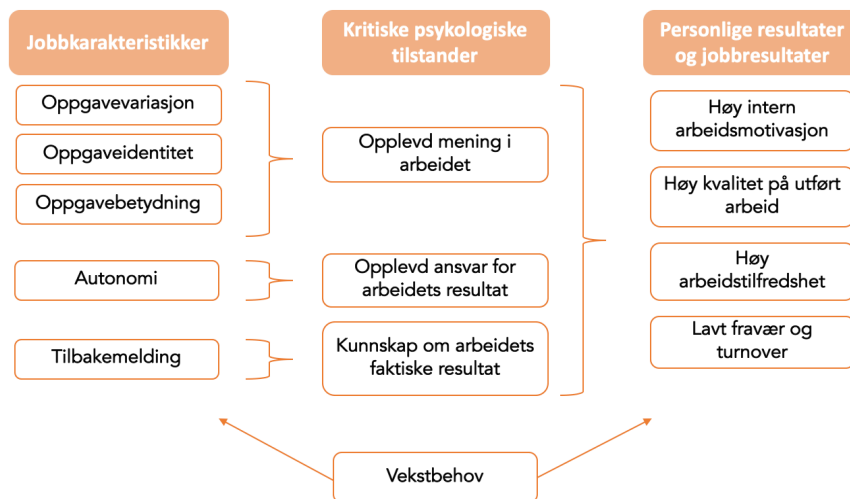 Jobbkarakteristikker
Kritiske psykologiske
tilstander
Personlige resultater
og jobbresultater
Oppgavevariasjon
Oppgaveidentitet
Oppgavebetydning
Autonomi
Tilbakemelding
Opplevd mening i
arbeidet
Opplevd ansvar for
arbeidets resultat
Kunnskap om arbeidets
faktiske resultat
Høy intern
arbeidsmotivasjon
Høy kvalitet på utført
arbeid
Høy
arbeidstilfredshet
Lavt fravær og
turnover
Vekstbehov